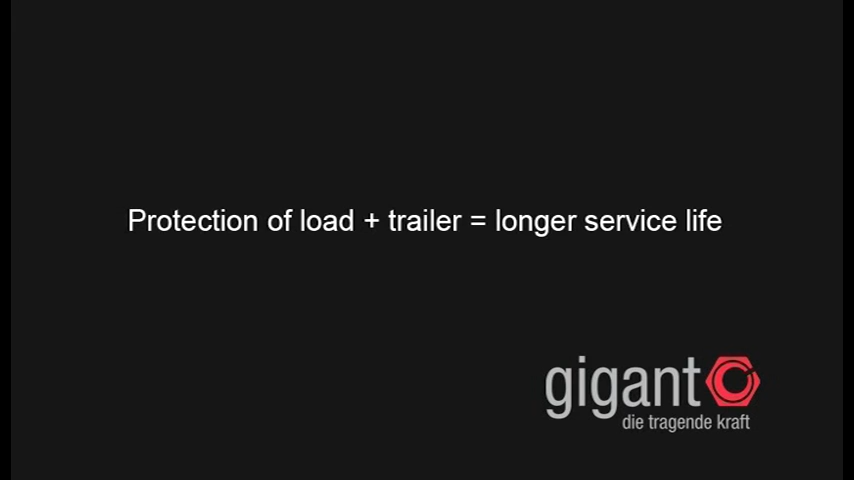 Protection of load + trailer = longer service life
gigant
die tragende kraft